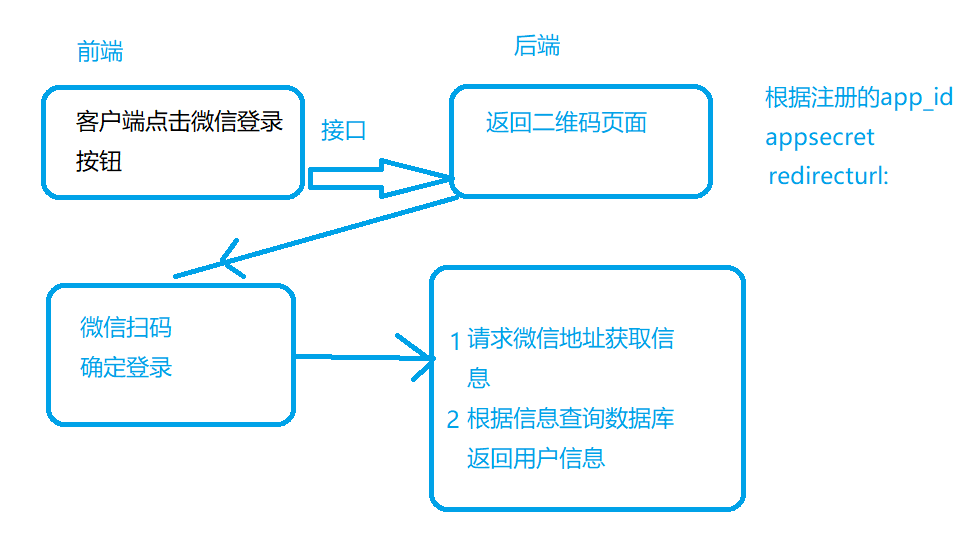 前端
后端
客户端点击微信登录
按钮
接口
返回二维码页面
根据注册的app_id
appsecret
redirecturl:
微信扫码
确定登录
1 请求微信地址获取信
息
2 根据信息查询数据库
返回用户信息